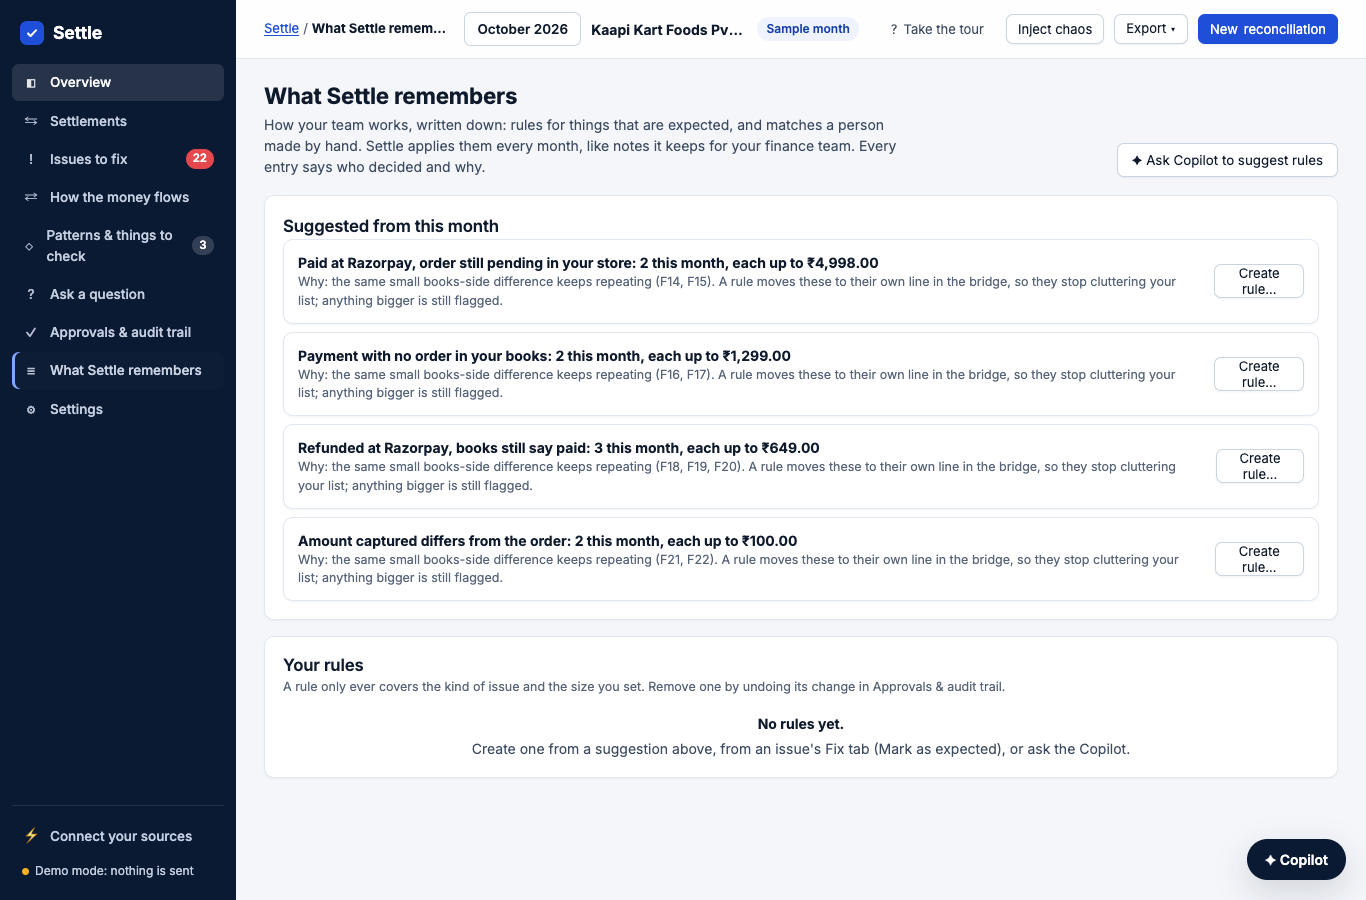 Settle
Overview
Settlements
Issues to fix 22
How the money flows
Patterns & things to
check
3
Ask a question
Approvals & audit trail
What Settle remembers
Settings
Connect your sources
Demo mode: nothing is sent
Settle / What Settle remem...
October 2026
Kaapi Kart Foods Pv...
Sample month
? Take the tour
Inject chaos
Export
New reconciliation
What Settle remembers
How your team works, written down: rules for things that are expected, and matches a person
made by hand. Settle applies them every month, like notes it keeps for your finance team. Every
entry says who decided and why.
Ask Copilot to suggest rules
Suggested from this month
Paid at Razorpay, order still pending in your store: 2 this month, each up to ₹4,998.00
Why: the same small books-side difference keeps repeating (F14, F15). A rule moves these to their own line in the bridge, so they stop cluttering your
list; anything bigger is still flagged.
Create
rule...
Payment with no order in your books: 2 this month, each up to ₹1,299.00
Why: the same small books-side difference keeps repeating (F16, F17). A rule moves these to their own line in the bridge, so they stop cluttering your
list; anything bigger is still flagged.
Create
rule...
Refunded at Razorpay, books still say paid: 3 this month, each up to ₹649.00
Why: the same small books-side difference keeps repeating (F18, F19, F20). A rule moves these to their own line in the bridge, so they stop cluttering
your list; anything bigger is still flagged.
Create
rule...
Amount captured differs from the order: 2 this month, each up to ₹100.00
Why: the same small books-side difference keeps repeating (F21, F22). A rule moves these to their own line in the bridge, so they stop cluttering your
list; anything bigger is still flagged.
Create
rule...
Your rules
A rule only ever covers the kind of issue and the size you set. Remove one by undoing its change in Approvals & audit trail.
No rules yet.
Create one from a suggestion above, from an issue's Fix tab (Mark as expected), or ask the Copilot.
Copilot